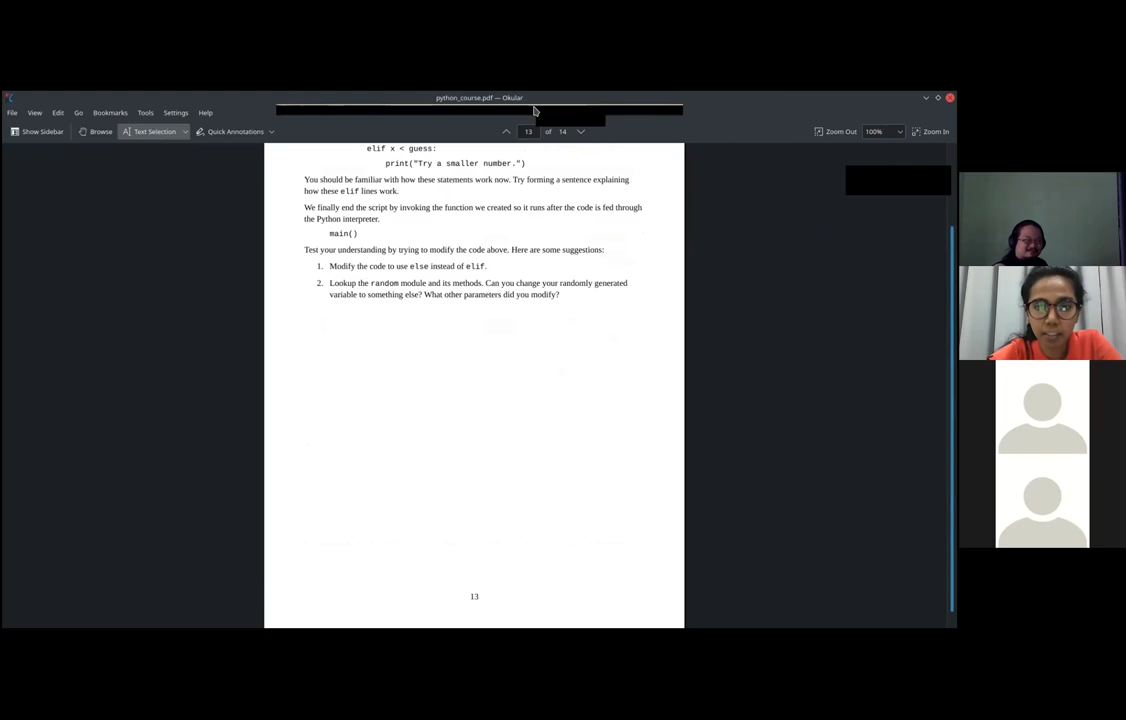 python_course.pdf — Okular
File View Edit Go Bookmarks Tools Settings Help
Show Sidebar Browse Text Selection Quick Annotations 13 of 14 Zoom Out 100% Zoom In
elif x < guess:
print("Try a smaller number.")
You should be familiar with how these statements work now. Try forming a sentence explaining
how these elif lines work.
We finally end the script by invoking the function we created so it runs after the code is fed through
the Python interpreter.
main()
Test your understanding by trying to modify the code above. Here are some suggestions:
1. Modify the code to use else instead of elif.
2. Lookup the random module and its methods. Can you change your randomly generated
variable to something else? What other parameters did you modify?
13